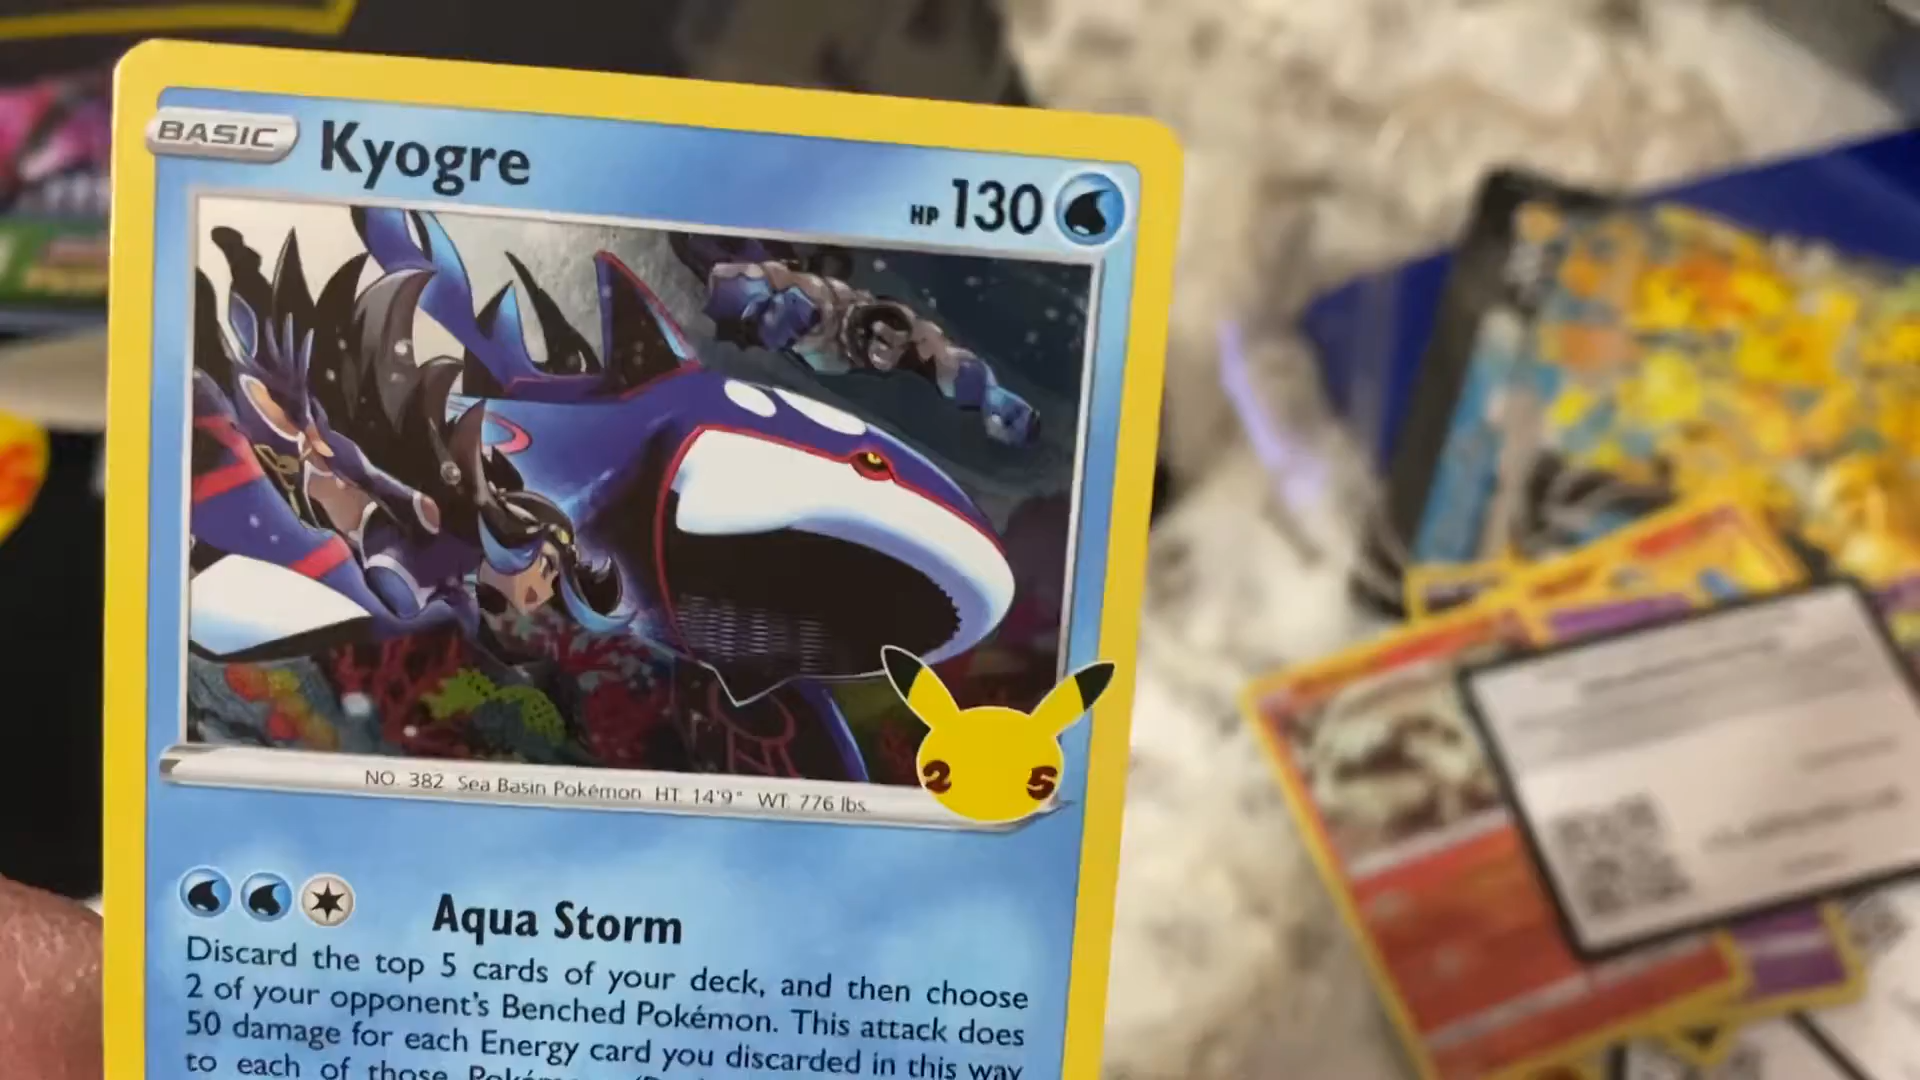 BASIC Kyogre
HP 130
NO. 382 Sea Basin Pokémon HT. 14'9" WT. 776 lbs.
2 5
Aqua Storm
Discard the top 5 cards of your deck, and then choose
2 of your opponent's Benched Pokémon. This attack does
50 damage for each Energy card you discarded in this way
to each of those